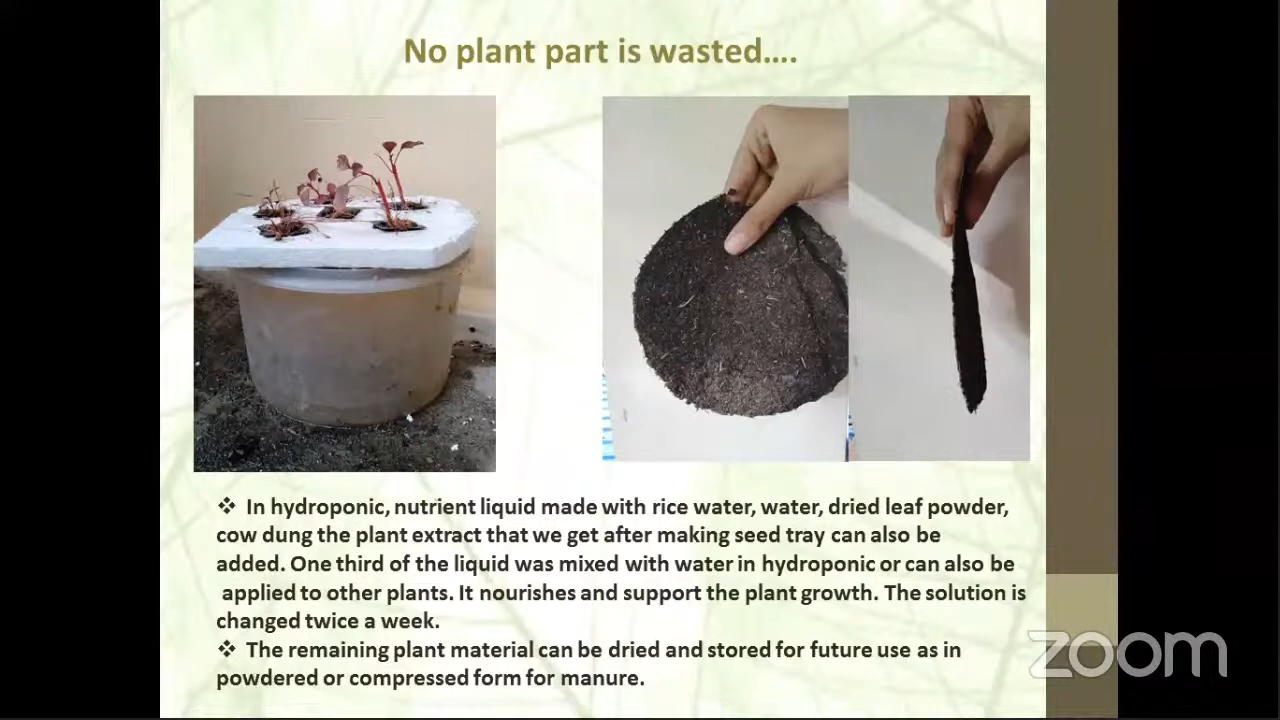 No plant part is wasted....
❖ In hydroponic, nutrient liquid made with rice water, water, dried leaf powder,
cow dung the plant extract that we get after making seed tray can also be
added. One third of the liquid was mixed with water in hydroponic or can also be
applied to other plants. It nourishes and support the plant growth. The solution is
changed twice a week.
❖ The remaining plant material can be dried and stored for future use as in
powdered or compressed form for manure.
zoom